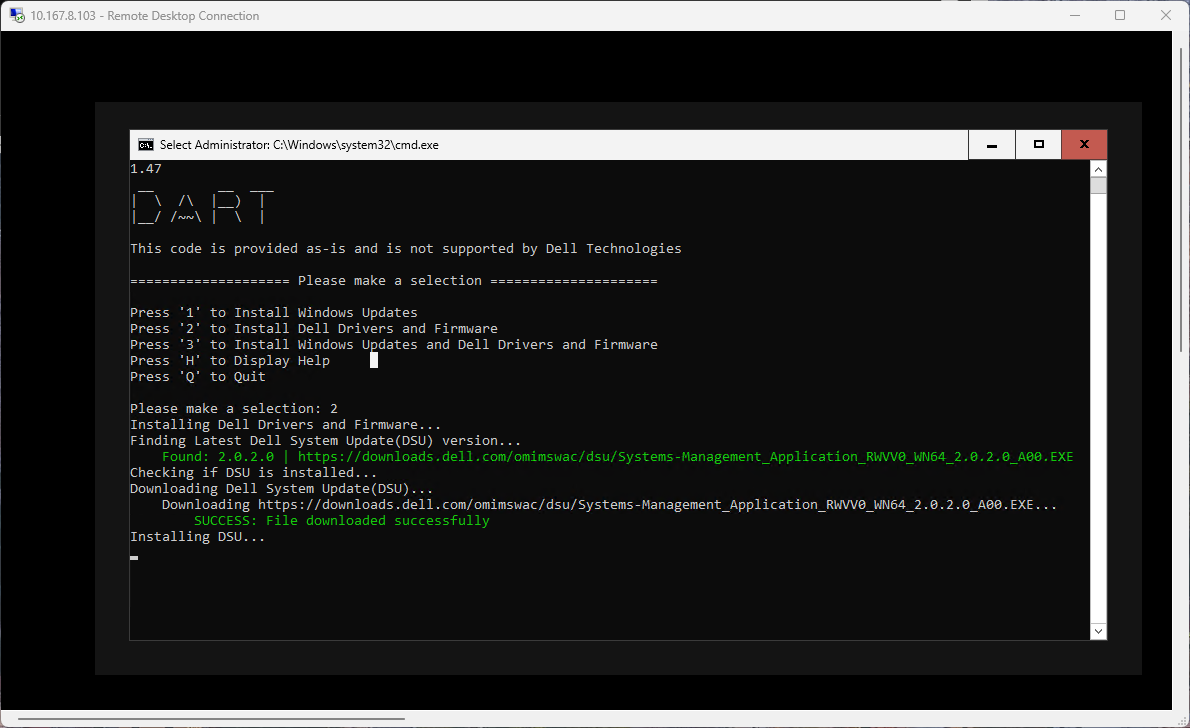 10.167.8.103 - Remote Desktop Connection
Select Administrator: C:\Windows\system32\cmd.exe
1.47
 __        __  ___
|  \  /\  |__)  |
|__/ /~~\ |  \  |
This code is provided as-is and is not supported by Dell Technologies
==================== Please make a selection =====================
Press '1' to Install Windows Updates
Press '2' to Install Dell Drivers and Firmware
Press '3' to Install Windows Updates and Dell Drivers and Firmware
Press 'H' to Display Help
Press 'Q' to Quit
Please make a selection: 2
Installing Dell Drivers and Firmware...
Finding Latest Dell System Update(DSU) version...
    Found: 2.0.2.0 | https://downloads.dell.com/omimswac/dsu/Systems-Management_Application_RWVV0_WN64_2.0.2.0_A00.EXE
Checking if DSU is installed...
Downloading Dell System Update(DSU)...
    Downloading https://downloads.dell.com/omimswac/dsu/Systems-Management_Application_RWVV0_WN64_2.0.2.0_A00.EXE...
        SUCCESS: File downloaded successfully
Installing DSU...